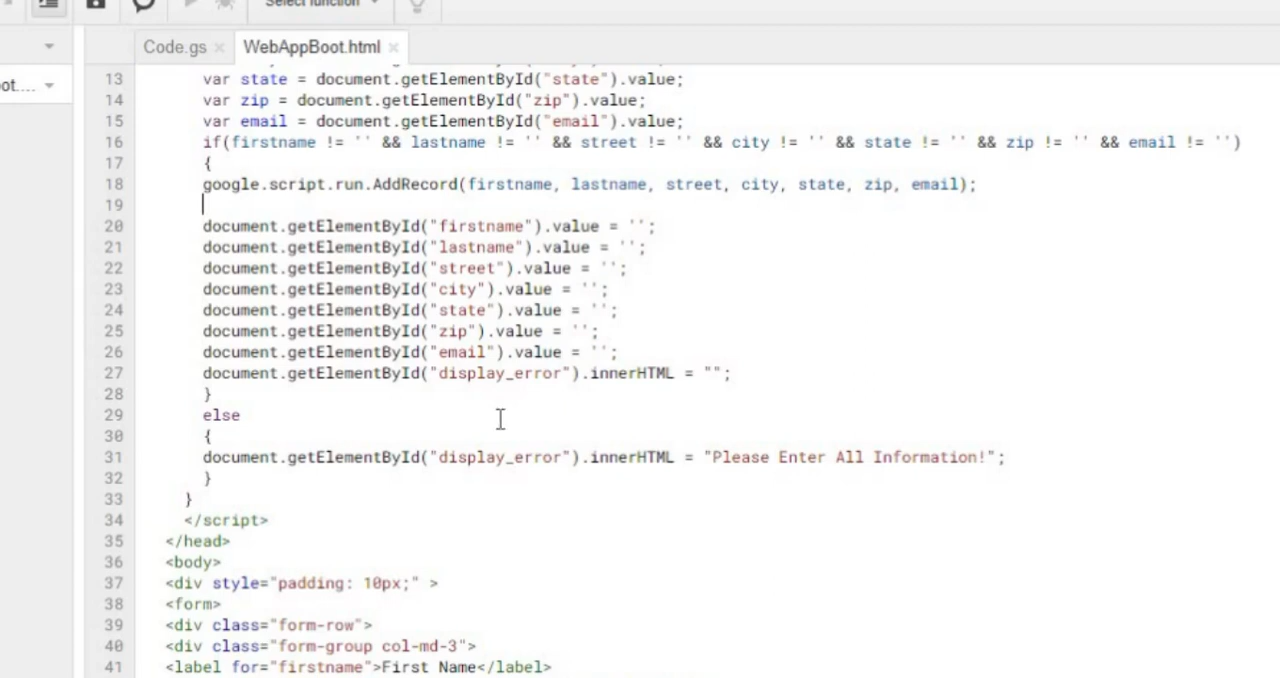 Select function
Code.gs × WebAppBoot.html ×
ot....
13 var state = document.getElementById("state").value;
14 var zip = document.getElementById("zip").value;
15 var email = document.getElementById("email").value;
16 if(firstname != '' && lastname != '' && street != '' && city != '' && state != '' && zip != '' && email != '')
17 {
18 google.script.run.AddRecord(firstname, lastname, street, city, state, zip, email);
19
20 document.getElementById("firstname").value = '';
21 document.getElementById("lastname").value = '';
22 document.getElementById("street").value = '';
23 document.getElementById("city").value = '';
24 document.getElementById("state").value = '';
25 document.getElementById("zip").value = '';
26 document.getElementById("email").value = '';
27 document.getElementById("display_error").innerHTML = "";
28 }
29 else
30 {
31 document.getElementById("display_error").innerHTML = "Please Enter All Information!";
32 }
33 }
34 </script>
35 </head>
36 <body>
37 <div style="padding: 10px;" >
38 <form>
39 <div class="form-row">
40 <div class="form-group col-md-3">
41 <label for="firstname">First Name</label>